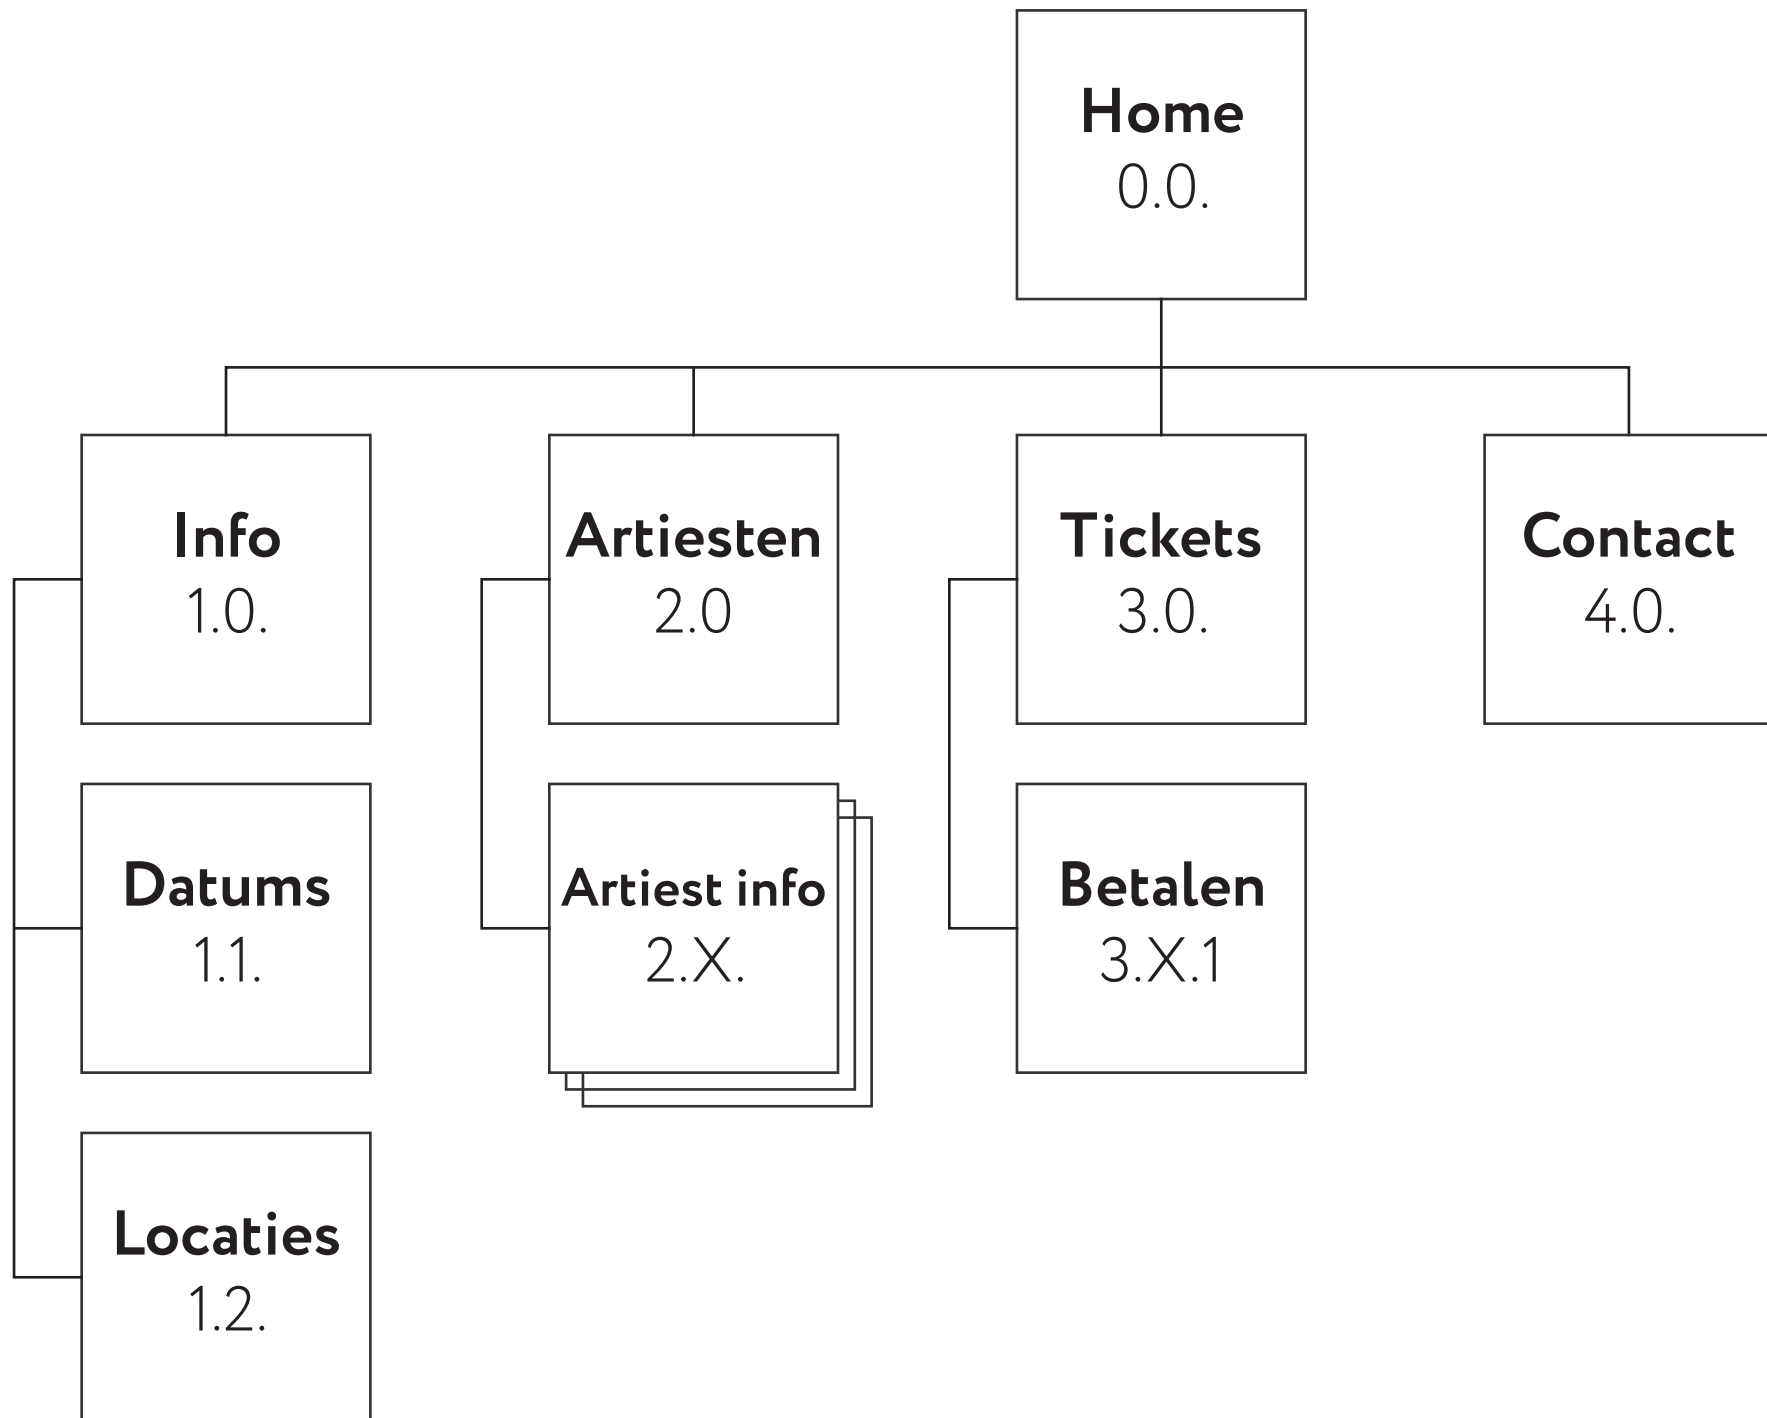 Home
0.0.
Info
1.0.
Artiesten
2.0
Tickets
3.0.
Contact
4.0.
Datums
1.1.
Artiest info
2.X.
Betalen
3.X.1
Locaties
1.2.